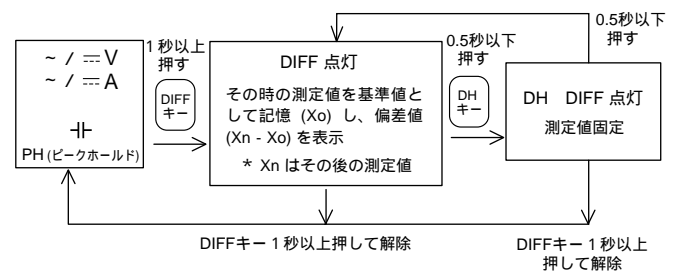 ~ / ⎓ V
~ / ⎓ A
⊣⊢
PH (ピークホールド)
1 秒以上
押す
DIFF
キー
DIFF 点灯
その時の測定値を基準値と
して記憶 (Xo) し、偏差値
(Xn - Xo) を表示
* Xn はその後の測定値
0.5秒以下
押す
DH
キー
0.5秒以下
押す
DH DIFF 点灯
測定値固定
DIFFキー 1 秒以上押して解除
DIFFキー 1 秒以上
押して解除